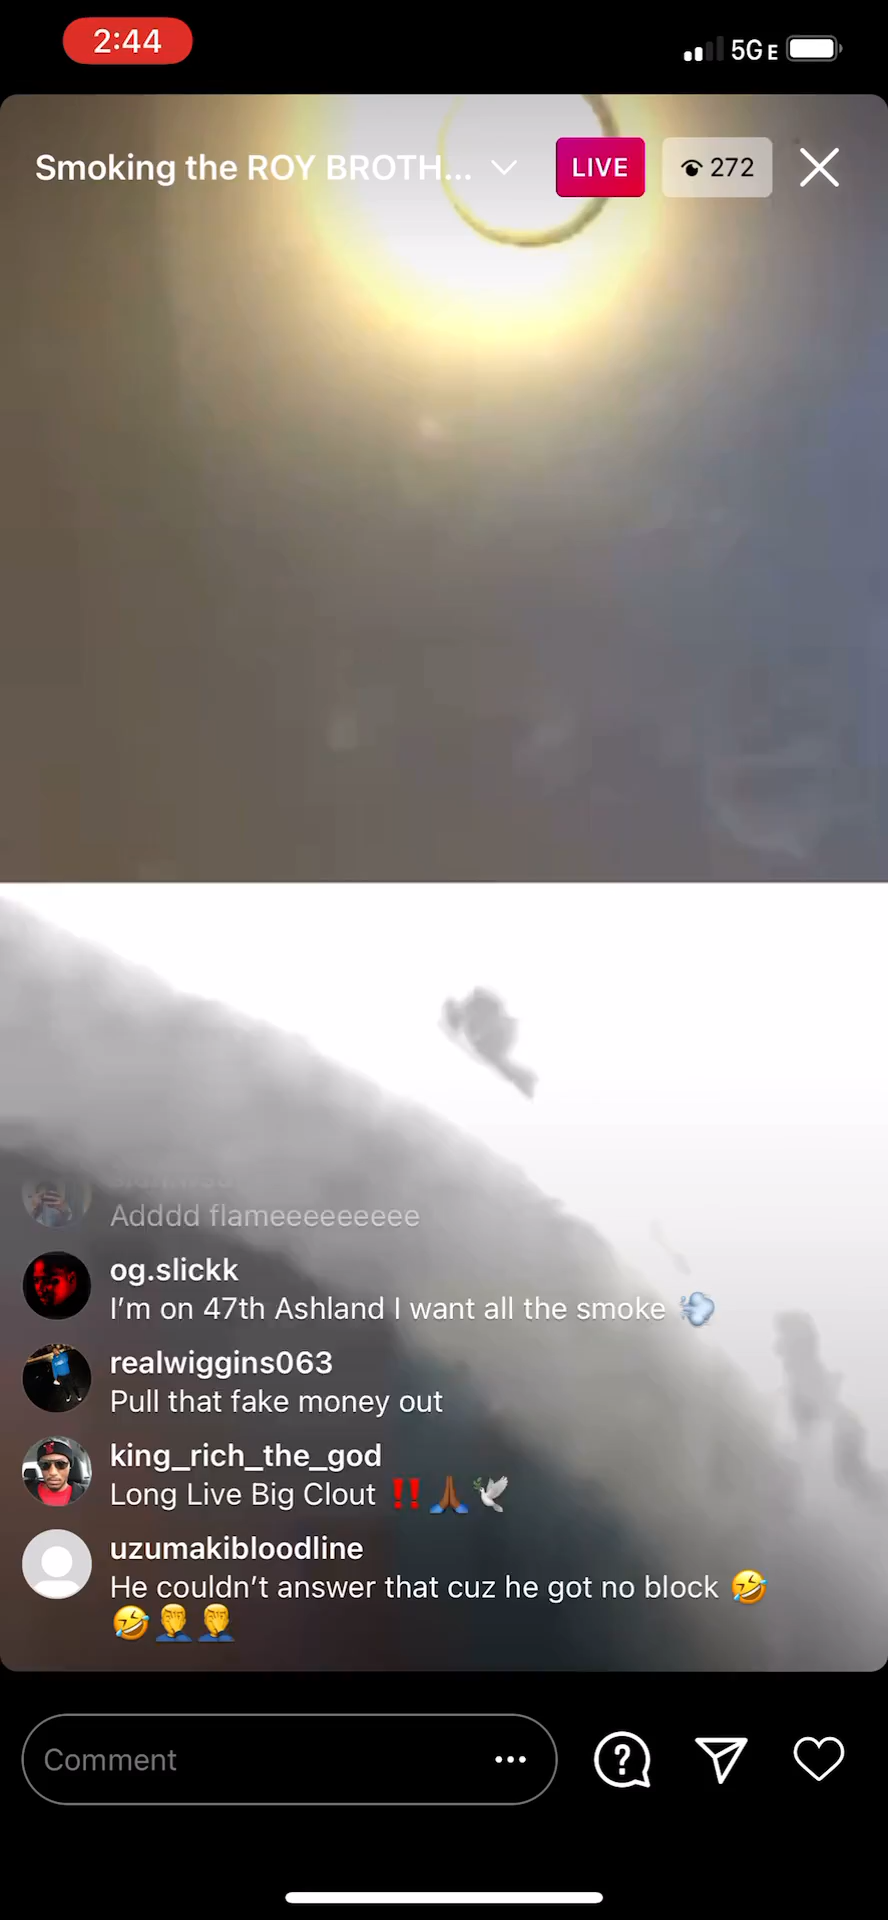 2:44
5GE
Smoking the ROY BROTH...
LIVE
272
Adddd flameeeeeeeee
og.slickk
I'm on 47th Ashland I want all the smoke 💨
realwiggins063
Pull that fake money out
king_rich_the_god
Long Live Big Clout ‼️🙏🏾🕊
uzumakibloodline
He couldn't answer that cuz he got no block 🤣
🤣🤦‍♂️🤦‍♂️
Comment